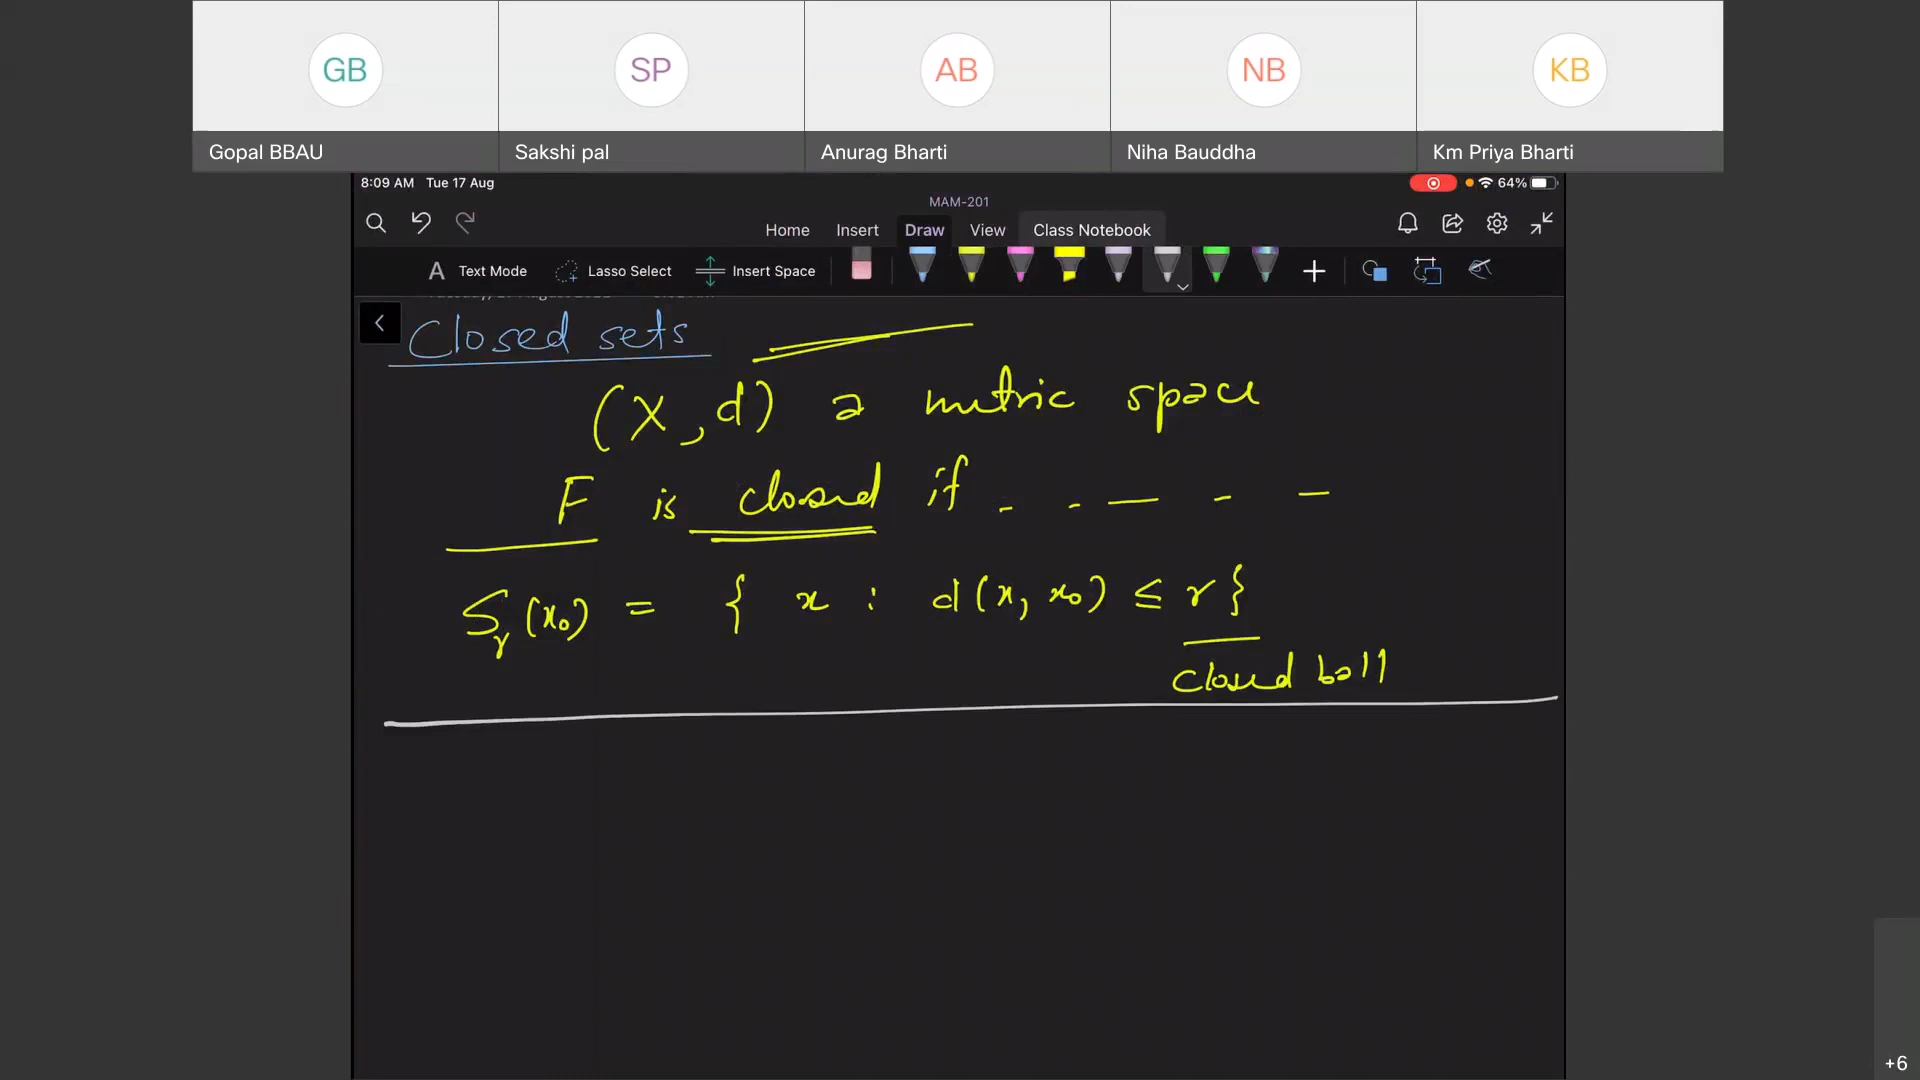 GB SP AB NB KB
Gopal BBAU Sakshi pal Anurag Bharti Niha Bauddha Km Priya Bharti
8:09 AM Tue 17 Aug 64%
MAM-201
Home Insert Draw View Class Notebook
A Text Mode Lasso Select Insert Space
Closed sets
(X, d) a metric space
F is closed if . . — - —
S_r(x_0) = { x : d(x, x_0) ≤ r }
closed ball
+6